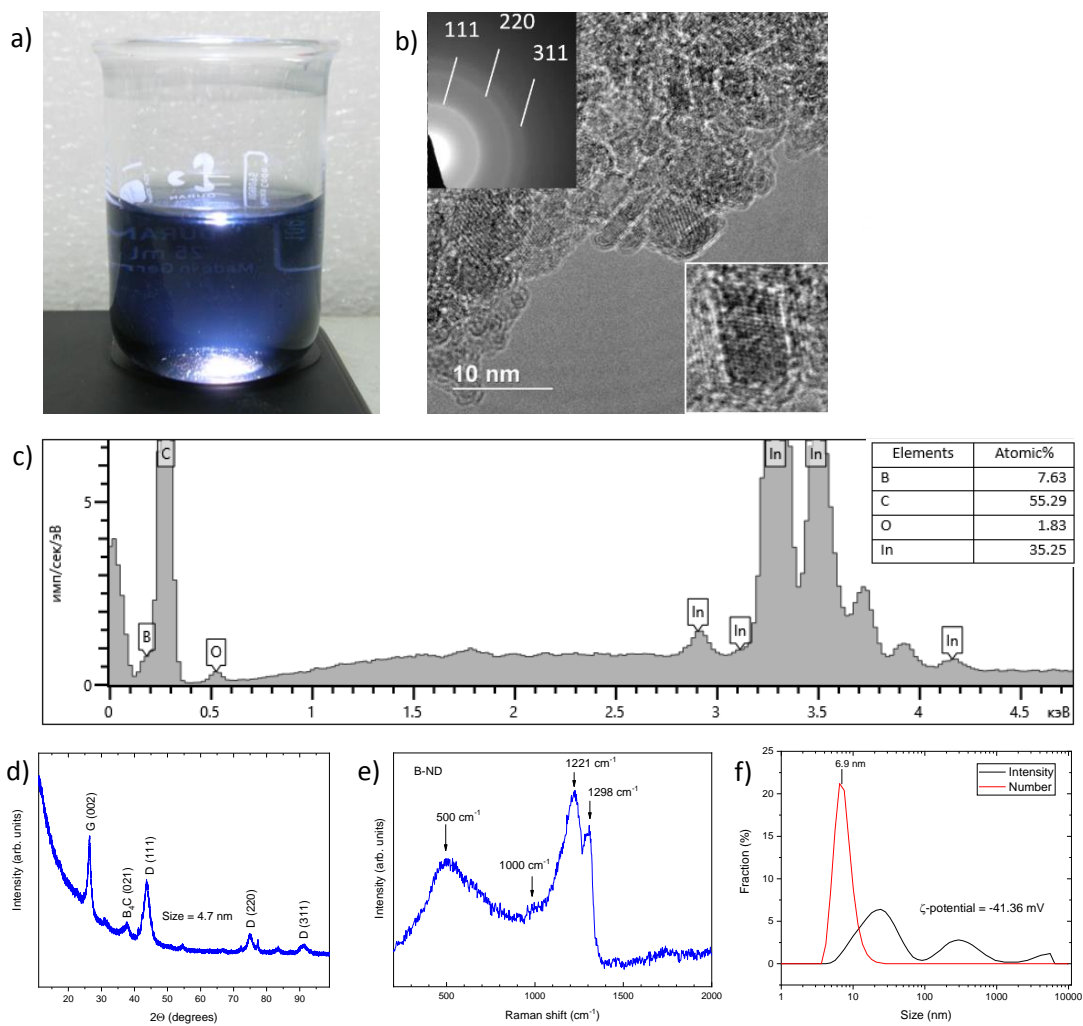 a)
DURAN
25 mL
b)
111
220
311
10 nm
c)
имп/сек/эВ
5
0
B
C
O
In
In
In
In
In
0 0.5 1 1.5 2 2.5 3 3.5 4 4.5 кэВ
Elements Atomic%
B 7.63
C 55.29
O 1.83
In 35.25
d)
Intensity (arb. units)
G (002)
B₄C (021)
D (111)
Size = 4.7 nm
D (220)
D (311)
10 20 30 40 50 60 70 80 90
2Θ (degrees)
e)
B-ND
Intensity (arb. units)
500 cm⁻¹
1000 cm⁻¹
1221 cm⁻¹
1298 cm⁻¹
500 1000 1500 2000
Raman shift (cm⁻¹)
f)
Fraction (%)
25
20
15
10
5
0
6.9 nm
Intensity
Number
ζ-potential = -41.36 mV
1 10 100 1000 10000
Size (nm)